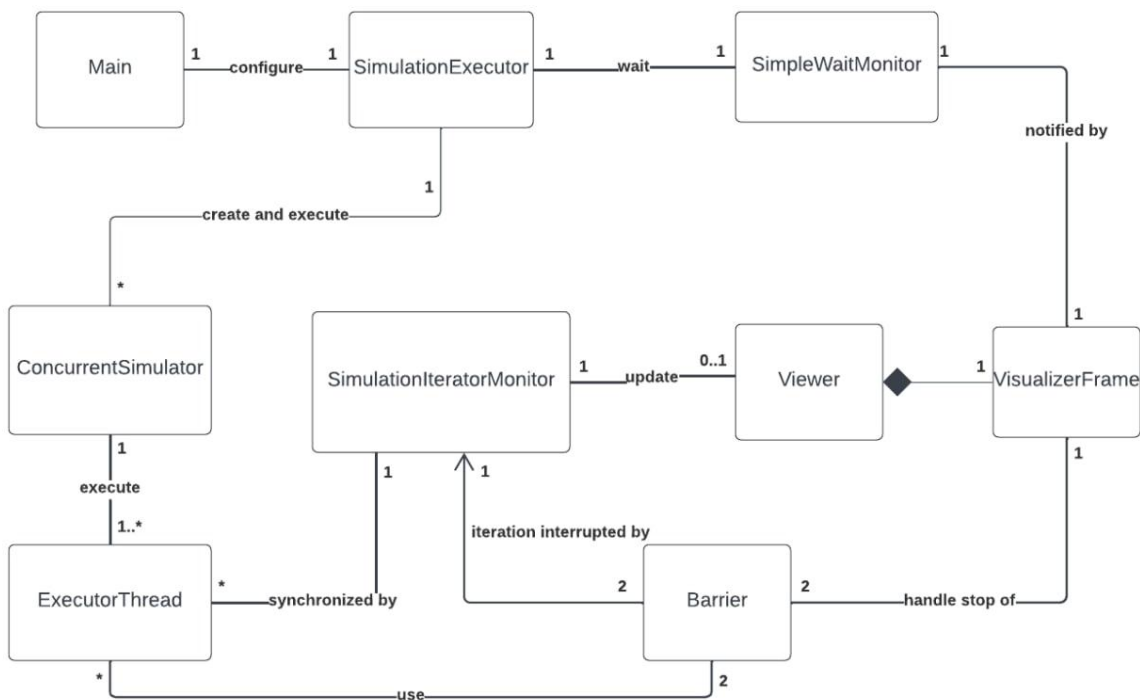 Main
1
configure
1
SimulationExecutor
1
wait
1
SimpleWaitMonitor
1
notified by
1
create and execute
*
1
ConcurrentSimulator
SimulationIteratorMonitor
1
update
0..1
Viewer
1
VisualizerFrame
1
execute
1..*
1
1
iteration interrupted by
1
ExecutorThread
*
synchronized by
2
Barrier
2
handle stop of
*
use
2